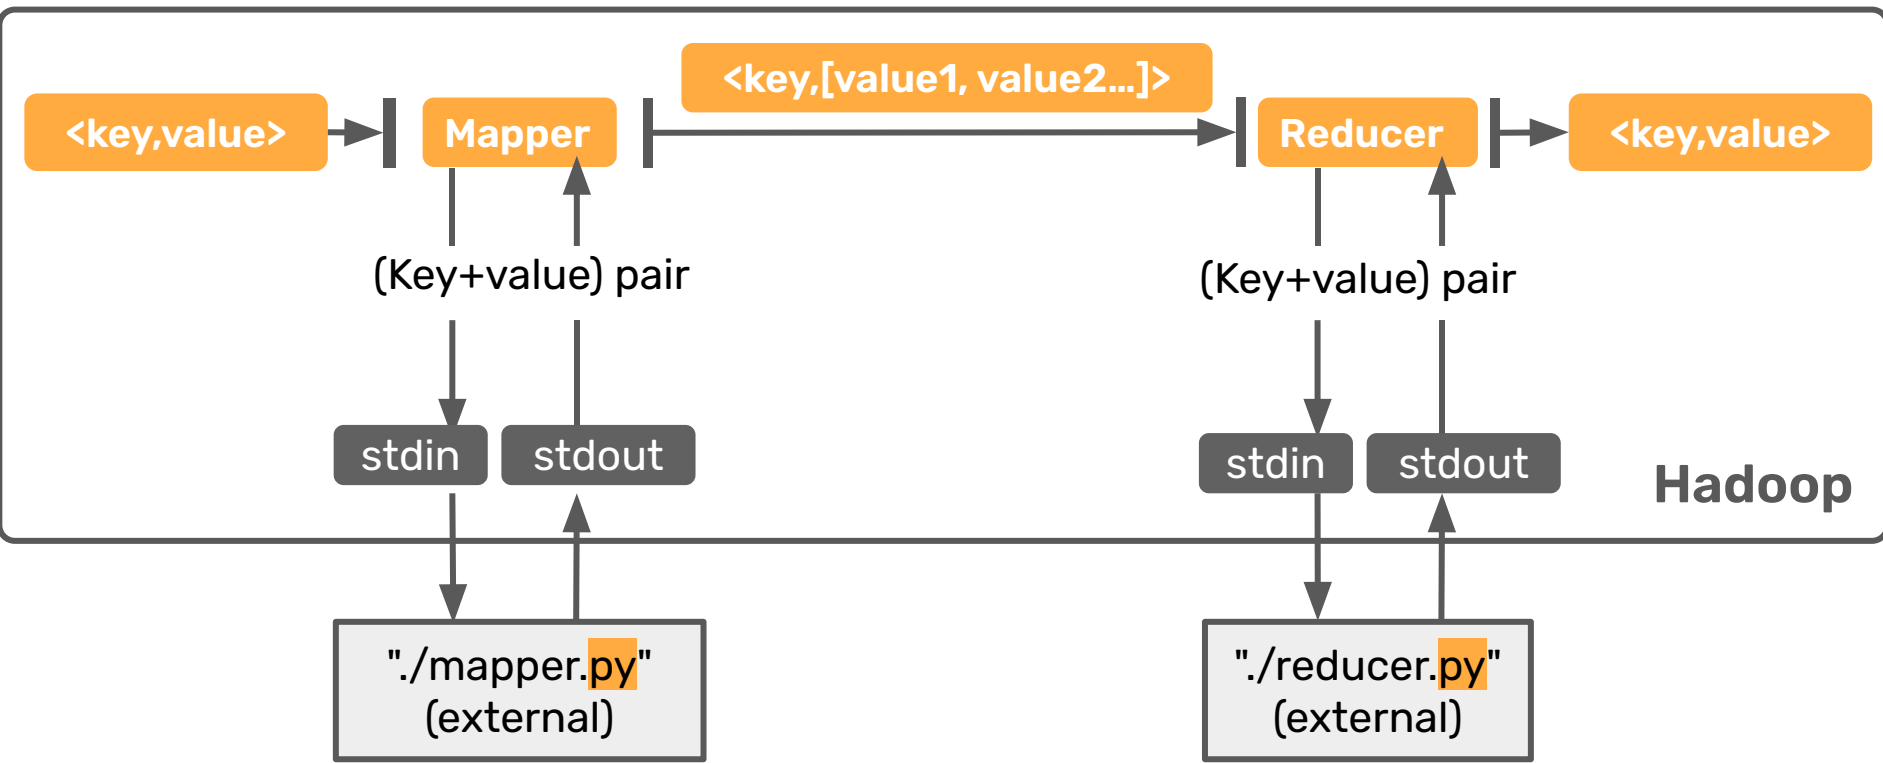 <key,[value1, value2...]>
<key,value>
Mapper
Reducer
<key,value>
(Key+value) pair
(Key+value) pair
stdin
stdout
stdin
stdout
Hadoop
"./mapper.py"
(external)
"./reducer.py"
(external)